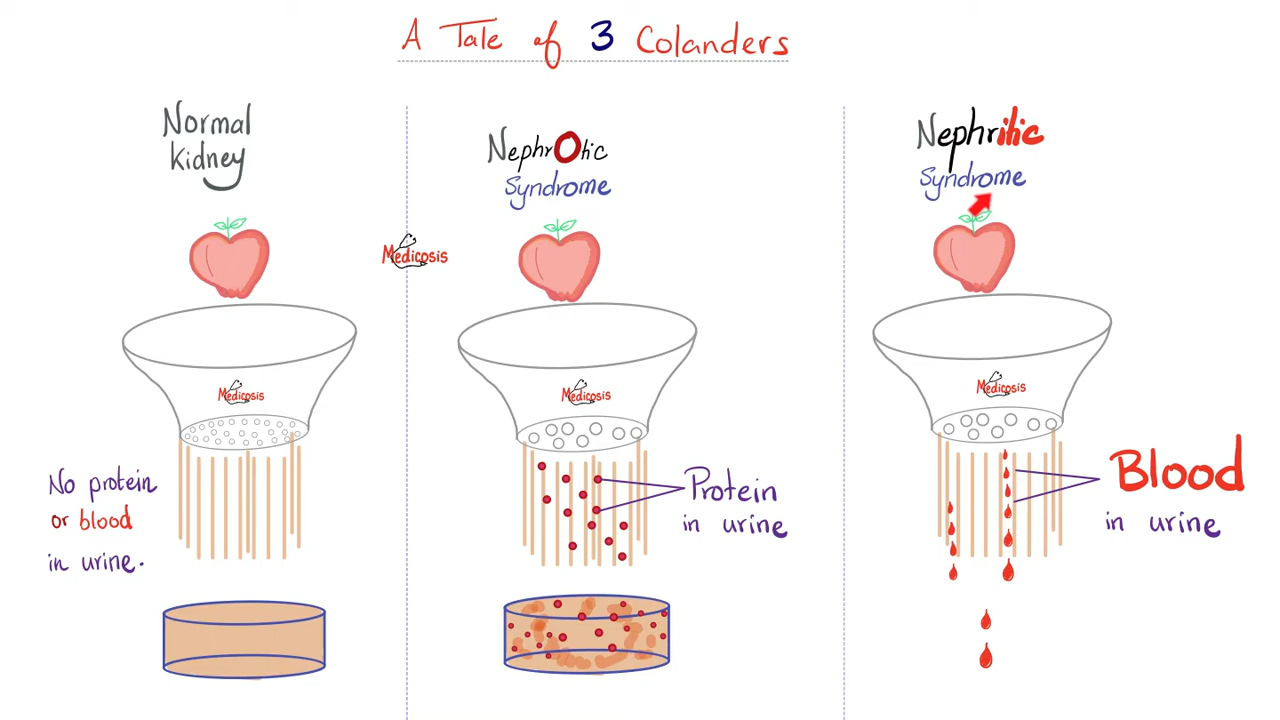 A Tale of 3 Colanders
Normal
Kidney
NephrOtic
Syndrome
Nephritic
Syndrome
Medicosis
Medicosis
Medicosis
Medicosis
No protein
or blood
in urine.
Protein
in urine
Blood
in urine